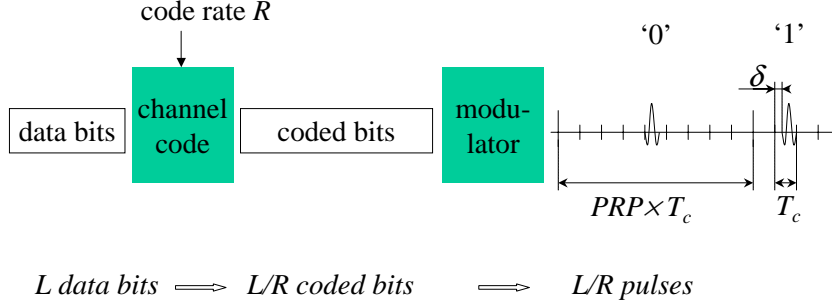 code rate R
‘0’ ‘1’
δ
data bits
channel
code
coded bits
modu-
lator
PRP×T_c
T_c
L data bits ⇒ L/R coded bits ⇒ L/R pulses